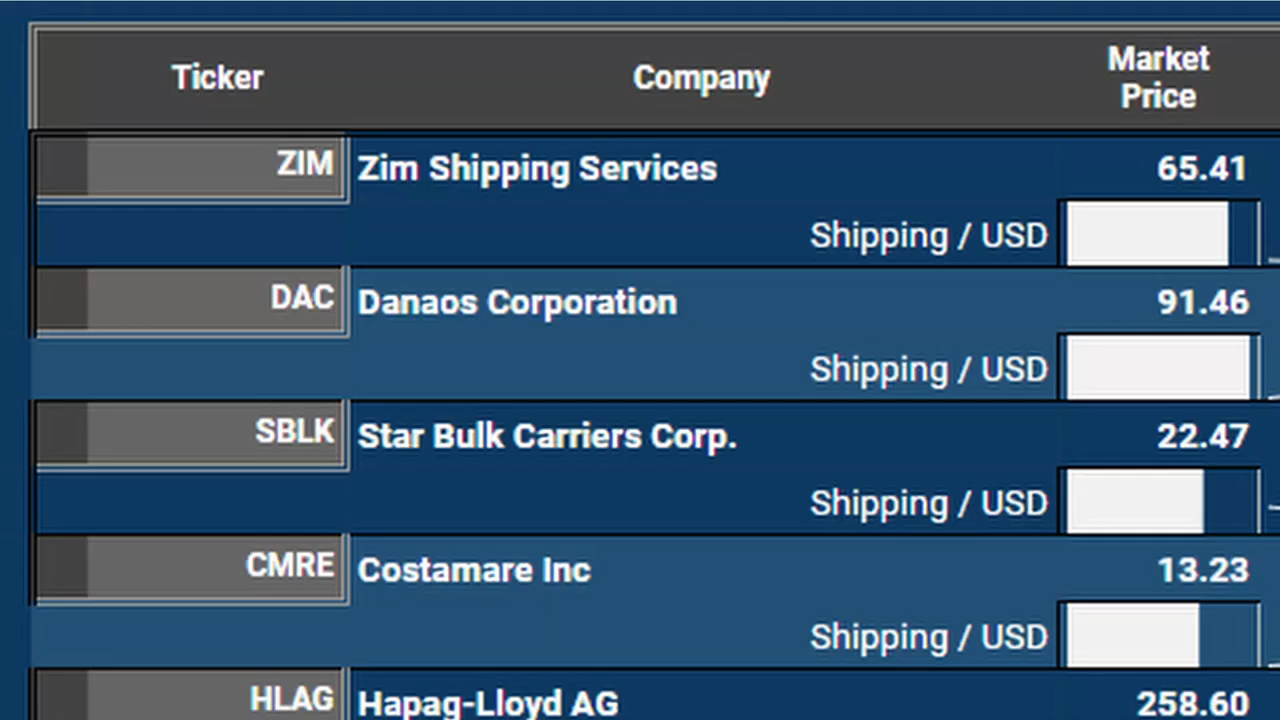 Ticker Company Market Price
ZIM Zim Shipping Services 65.41
Shipping / USD
DAC Danaos Corporation 91.46
Shipping / USD
SBLK Star Bulk Carriers Corp. 22.47
Shipping / USD
CMRE Costamare Inc 13.23
Shipping / USD
HLAG Hapag-Lloyd AG 258.60